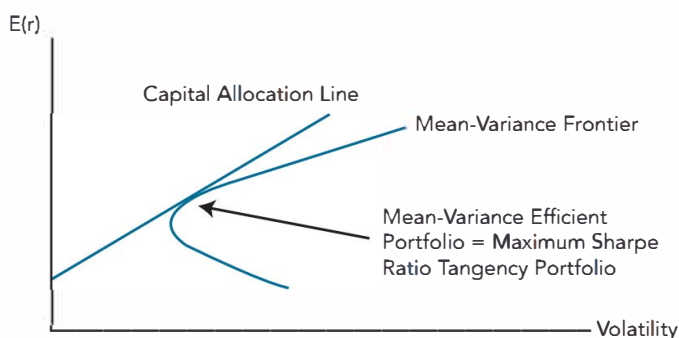 E(r)
Capital Allocation Line
Mean-Variance Frontier
Mean-Variance Efficient
Portfolio = Maximum Sharpe
Ratio Tangency Portfolio
Volatility